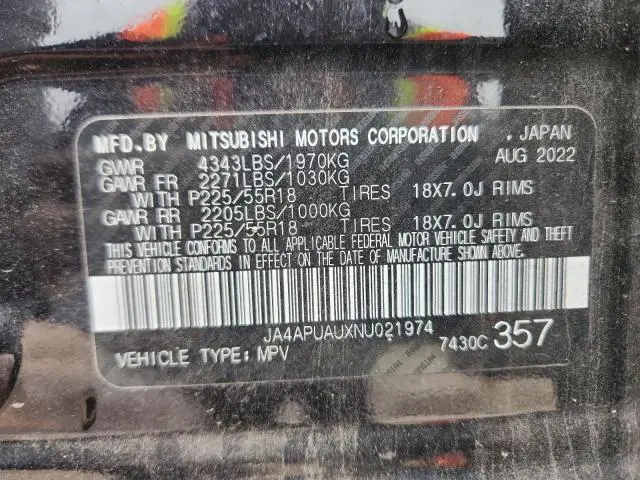 MFD.BY MITSUBISHI MOTORS CORPORATION , JAPAN
GVWR 4343LBS/1970KG AUG 2022
GAWR FR 2271LBS/1030KG
WITH P225/55R18 TIRES 18X7.0J RIMS
GAWR RR 2205LBS/1000KG
WITH P225/55R18 TIRES 18X7.0J RIMS
THIS VEHICLE CONFORMS TO ALL APPLICABLE FEDERAL MOTOR VEHICLE SAFETY AND THEFT
PREVENTION STANDARDS IN EFFECT ON THE DATE OF MANUFACTURE SHOWN ABOVE.
JA4APUAUXNU021974
VEHICLE TYPE: MPV 7430C 357